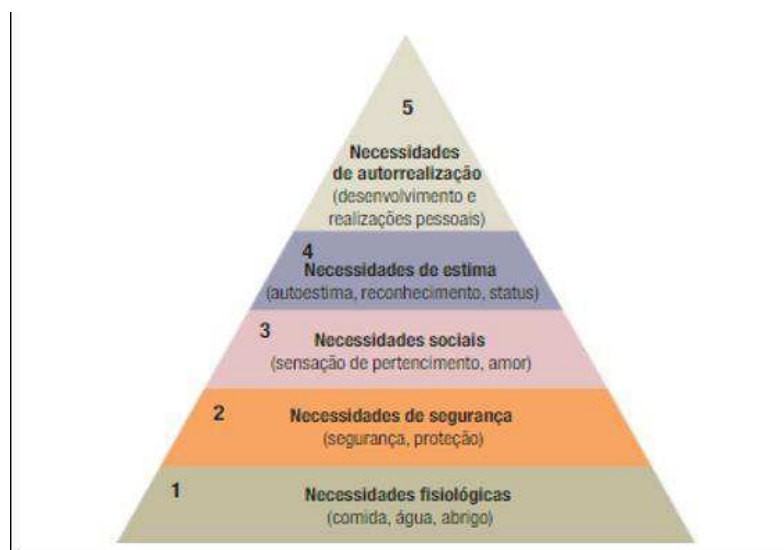 5
Necessidades
de autorrealização
(desenvolvimento e
realizações pessoais)
4
Necessidades de estima
(autoestima, reconhecimento, status)
3
Necessidades sociais
(sensação de pertencimento, amor)
2
Necessidades de segurança
(segurança, proteção)
1
Necessidades fisiológicas
(comida, água, abrigo)